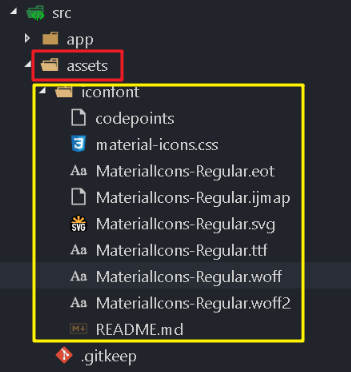 src
app
assets
iconfont
codepoints
material-icons.css
Aa MaterialIcons-Regular.eot
MaterialIcons-Regular.ijmap
SVG MaterialIcons-Regular.svg
Aa MaterialIcons-Regular.ttf
Aa MaterialIcons-Regular.woff
Aa MaterialIcons-Regular.woff2
M README.md
.gitkeep